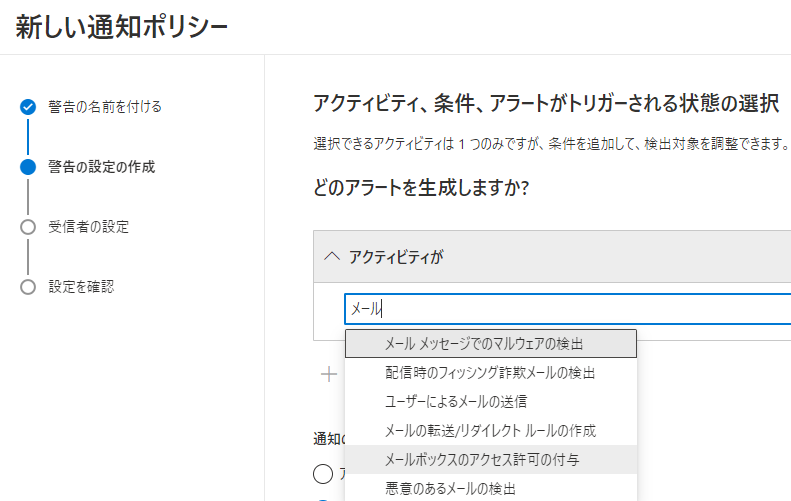 新しい通知ポリシー
警告の名前を付ける
警告の設定の作成
受信者の設定
設定を確認
アクティビティ、条件、アラートがトリガーされる状態の選択
選択できるアクティビティは 1 つのみですが、条件を追加して、検出対象を調整できます。
どのアラートを生成しますか?
アクティビティが
メール
メール メッセージでのマルウェアの検出
配信時のフィッシング詐欺メールの検出
ユーザーによるメールの送信
メールの転送/リダイレクト ルールの作成
メールボックスのアクセス許可の付与
悪意のあるメールの検出
通知